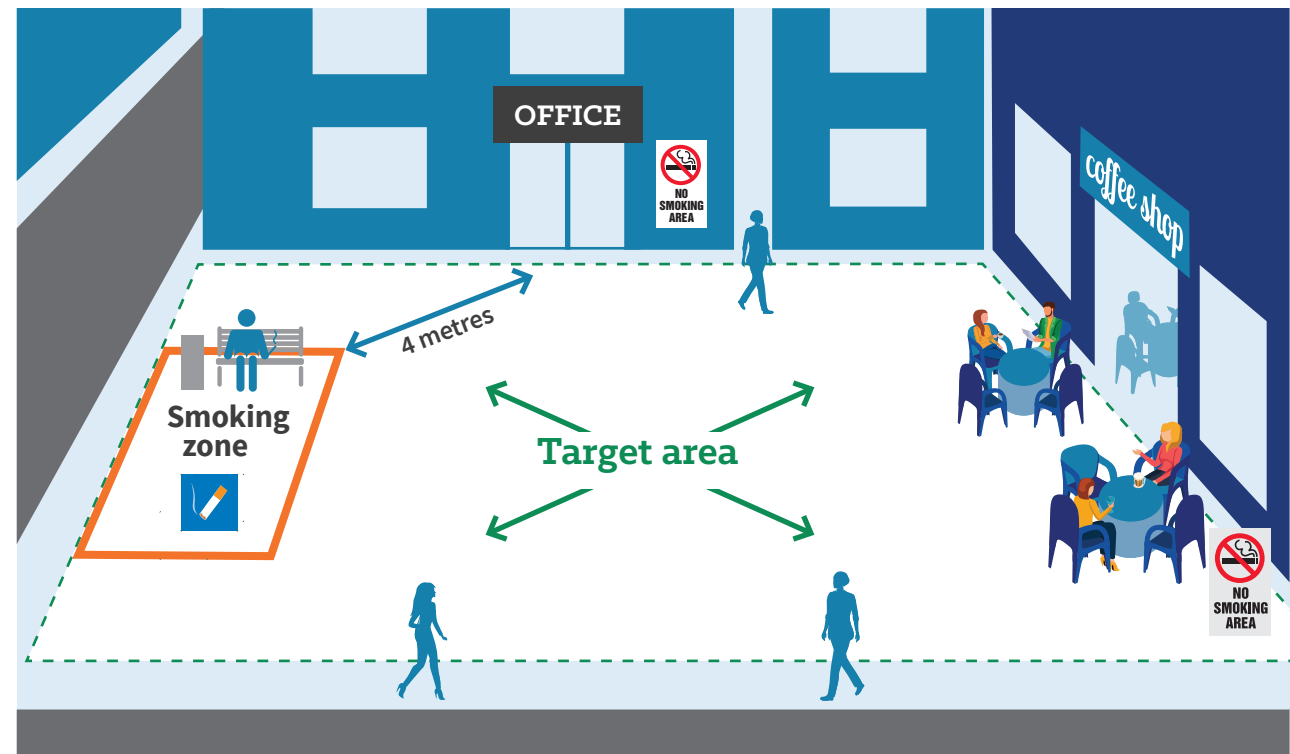 OFFICE
NO
SMOKING
AREA
coffee shop
4 metres
Smoking
zone
Target area
NO
SMOKING
AREA